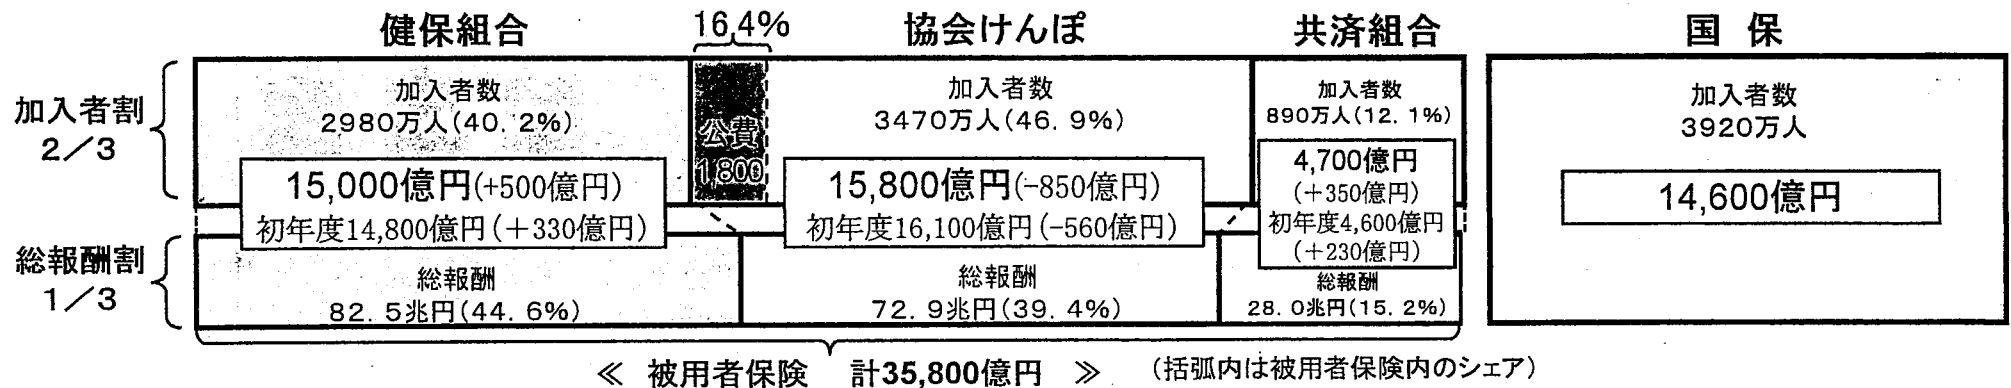 健保組合
16.4%
協会けんぽ
共済組合
国 保
加入者割
2/3
加入者数
2980万人(40.2%)
公費
1,800
加入者数
3470万人(46.9%)
加入者数
890万人(12.1%)
加入者数
3920万人
15,000億円(+500億円)
初年度14,800億円(+330億円)
15,800億円(-850億円)
初年度16,100億円(-560億円)
4,700億円
(+350億円)
初年度4,600億円
(+230億円)
14,600億円
総報酬割
1/3
総報酬
82.5兆円(44.6%)
総報酬
72.9兆円(39.4%)
総報酬
28.0兆円(15.2%)
≪ 被用者保険 計35,800億円 ≫ (括弧内は被用者保険内のシェア)